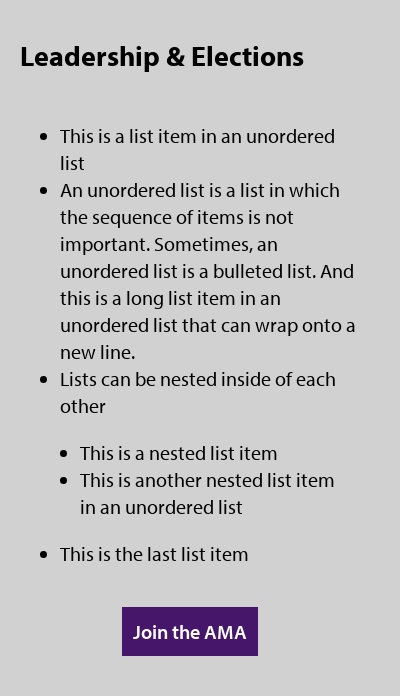 Leadership & Elections
This is a list item in an unordered
list
An unordered list is a list in which
the sequence of items is not
important. Sometimes, an
unordered list is a bulleted list. And
this is a long list item in an
unordered list that can wrap onto a
new line.
Lists can be nested inside of each
other
This is a nested list item
This is another nested list item
in an unordered list
This is the last list item
Join the AMA